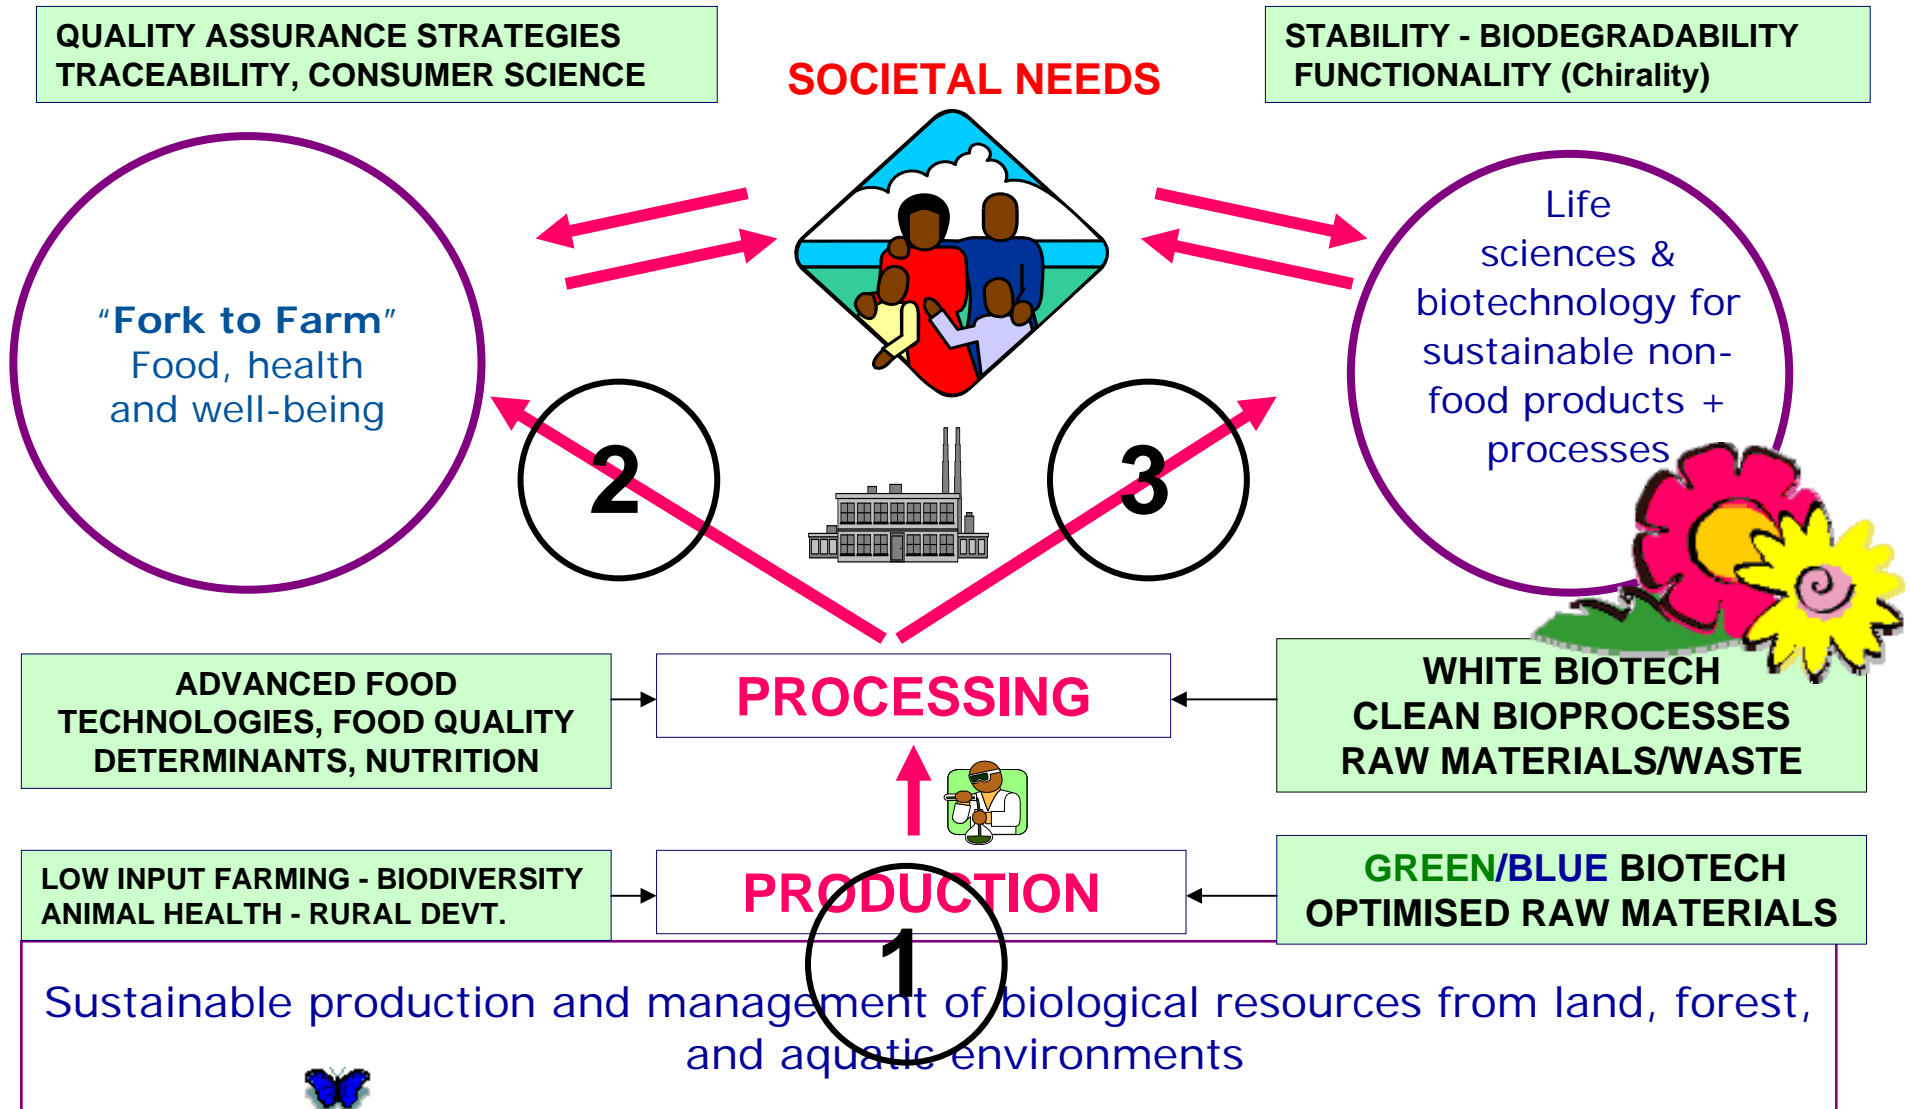 QUALITY ASSURANCE STRATEGIES
TRACEABILITY, CONSUMER SCIENCE
SOCIETAL NEEDS
STABILITY - BIODEGRADABILITY
FUNCTIONALITY (Chirality)
“Fork to Farm”
Food, health
and well-being
Life
sciences &
biotechnology for
sustainable non-
food products +
processes
2
3
ADVANCED FOOD
TECHNOLOGIES, FOOD QUALITY
DETERMINANTS, NUTRITION
PROCESSING
WHITE BIOTECH
CLEAN BIOPROCESSES
RAW MATERIALS/WASTE
LOW INPUT FARMING - BIODIVERSITY
ANIMAL HEALTH - RURAL DEVT.
PRODUCTION
GREEN/BLUE BIOTECH
OPTIMISED RAW MATERIALS
1
Sustainable production and management of biological resources from land, forest,
and aquatic environments